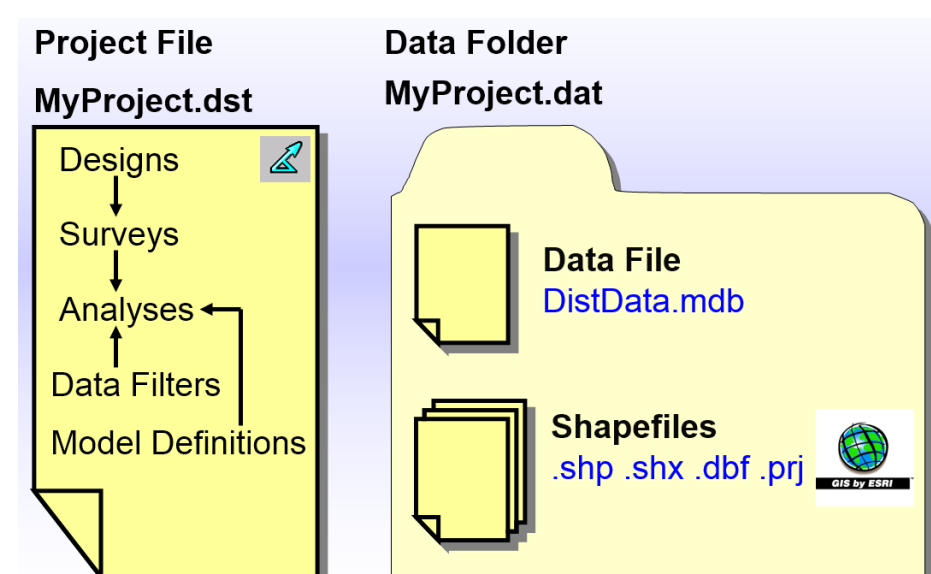 Project File
MyProject.dst
Designs
Surveys
Analyses
Data Filters
Model Definitions
Data Folder
MyProject.dat
Data File
DistData.mdb
Shapefiles
.shp .shx .dbf .prj
GIS by ESRI